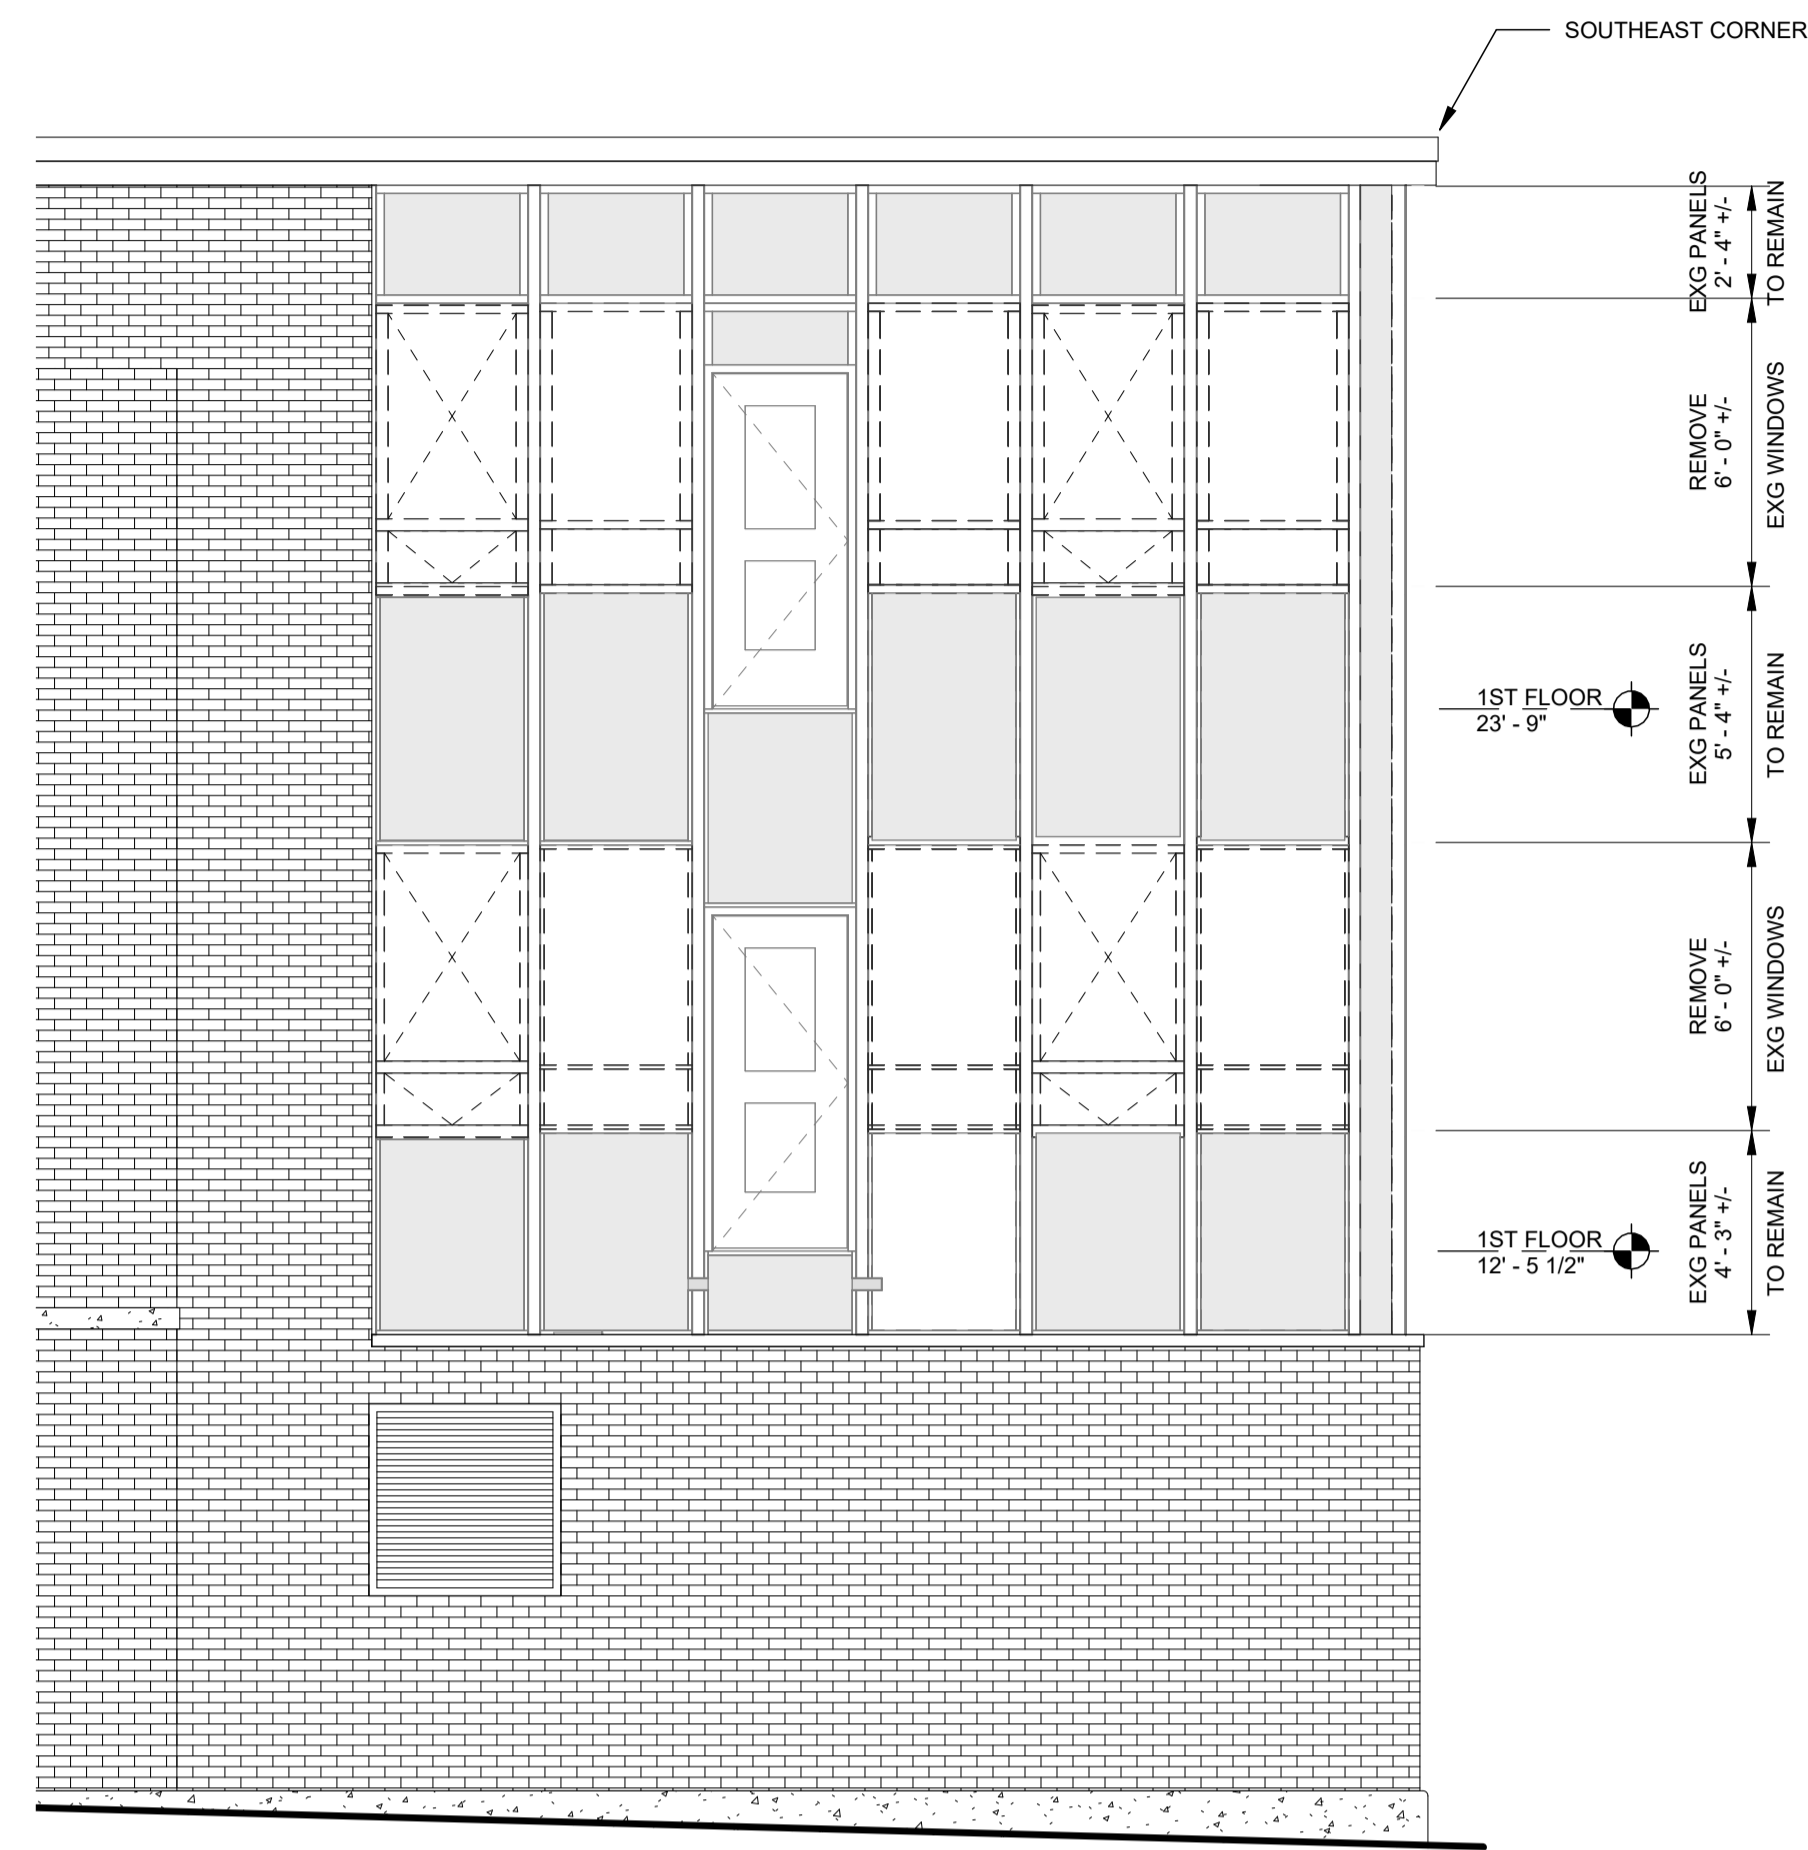 SOUTHEAST CORNER
EXG PANELS
2' - 4" +/-
TO REMAIN
REMOVE
6' - 0" +/-
EXG WINDOWS
1ST FLOOR
23' - 9"
EXG PANELS
5' - 4" +/-
TO REMAIN
REMOVE
6' - 0" +/-
EXG WINDOWS
1ST FLOOR
12' - 5 1/2"
EXG PANELS
4' - 3" +/-
TO REMAIN